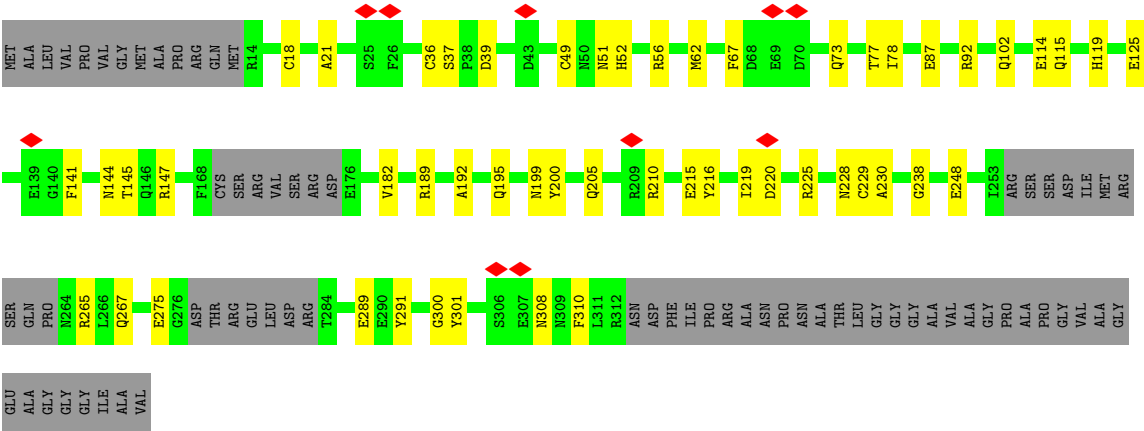 MET ALA LEU VAL PRO VAL GLY MET ALA PRO ARG GLN MET R14 C18 A21 S25 F26 C36 S37 P38 D39 D43 C49 N50 N51 H52 R56 M62 F67 D68 E69 D70 Q73 T77 I78 E87 R92 Q102 E114 Q115 H119 E125
E139 G140 F141 N144 T145 Q146 R147 F168 CYS SER ARG VAL SER ARG ASP E176 V182 R189 A192 Q195 N199 Y200 Q205 R209 R210 E215 Y216 I219 D220 R225 N228 C229 A230 G238 E248 I253 ARG SER SER ASP ILE MET ARG
SER GLN PRO N264 R265 L266 Q267 E275 G276 ASP THR ARG GLU LEU ASP ARG T284 E289 E290 Y291 G300 Y301 S306 E307 N308 N309 F310 L311 R312 ASN ASP PHE ILE PRO ARG ALA ASN PRO ASN ALA THR LEU GLY GLY GLY ALA VAL ALA GLY PRO ALA PRO GLY VAL ALA GLY
GLU ALA GLY GLY GLY ILE ALA VAL